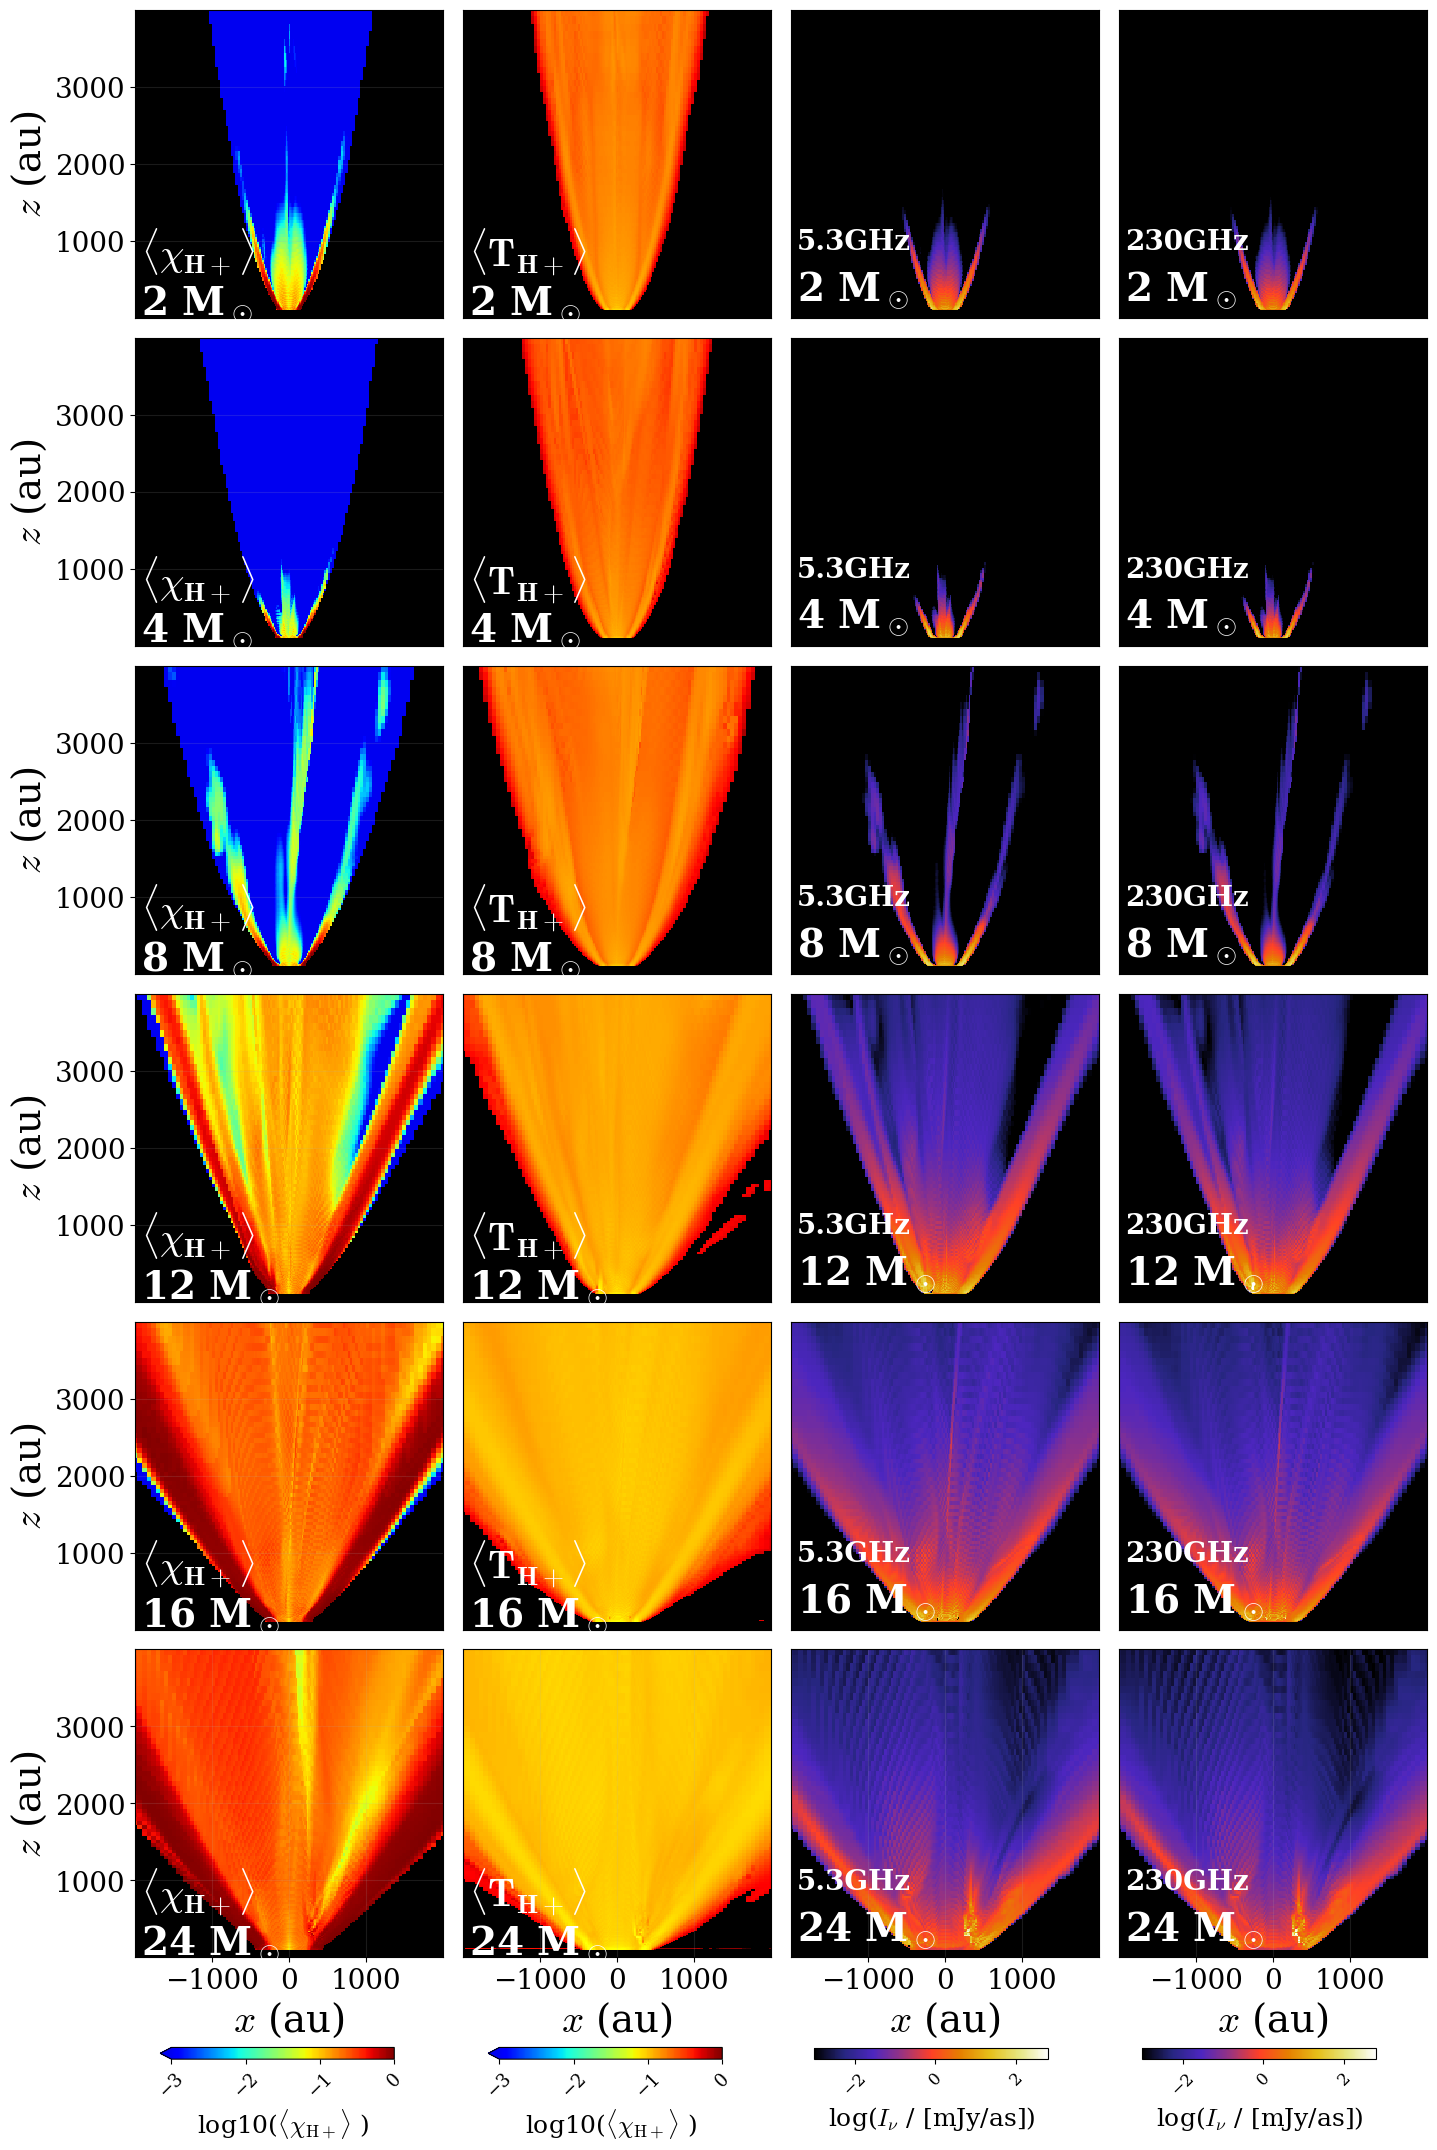 z (au)
3000
2000
1000
⟨χH+⟩
2 M⊙
⟨TH+⟩
2 M⊙
5.3GHz
2 M⊙
230GHz
2 M⊙
z (au)
3000
2000
1000
⟨χH+⟩
4 M⊙
⟨TH+⟩
4 M⊙
5.3GHz
4 M⊙
230GHz
4 M⊙
z (au)
3000
2000
1000
⟨χH+⟩
8 M⊙
⟨TH+⟩
8 M⊙
5.3GHz
8 M⊙
230GHz
8 M⊙
z (au)
3000
2000
1000
⟨χH+⟩
12 M⊙
⟨TH+⟩
12 M⊙
5.3GHz
12 M⊙
230GHz
12 M⊙
z (au)
3000
2000
1000
⟨χH+⟩
16 M⊙
⟨TH+⟩
16 M⊙
5.3GHz
16 M⊙
230GHz
16 M⊙
z (au)
3000
2000
1000
⟨χH+⟩
24 M⊙
⟨TH+⟩
24 M⊙
5.3GHz
24 M⊙
230GHz
24 M⊙
−1000 0 1000
−1000 0 1000
−1000 0 1000
−1000 0 1000
x (au)
x (au)
x (au)
x (au)
−3 −2 −1 0
−3 −2 −1 0
−2 0 2
−2 0 2
log10(⟨χH+⟩ )
log10(⟨χH+⟩ )
log(Iν / [mJy/as])
log(Iν / [mJy/as])